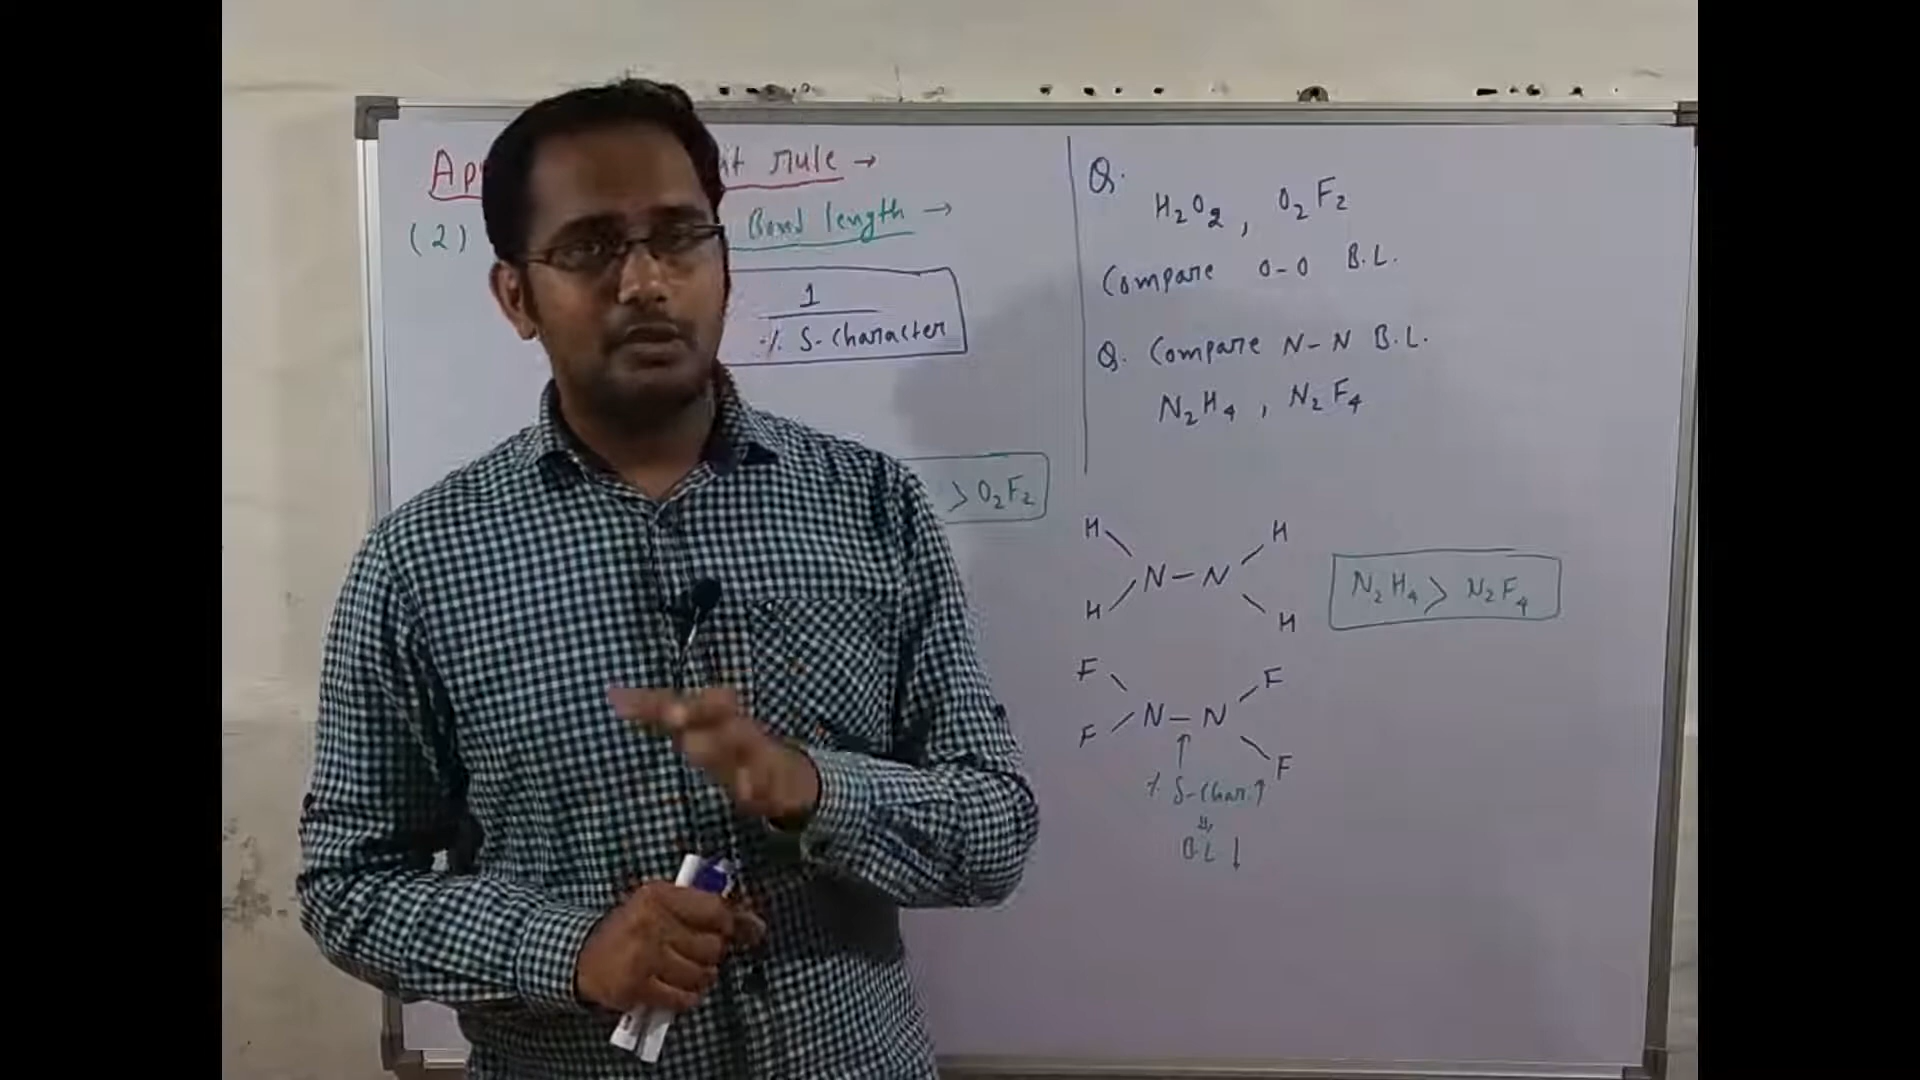 Ap it rule →
(2) Bond length →
1
% S-Character
> O2F2
Q.
H2O2, O2F2
Compare O-O B.L.
Q. Compare N-N B.L.
N2H4, N2F4
H H
N-N
H H
N2H4 > N2F4
F F
N-N
F F
↑
% S-Char.↑
⇓
B.L ↓